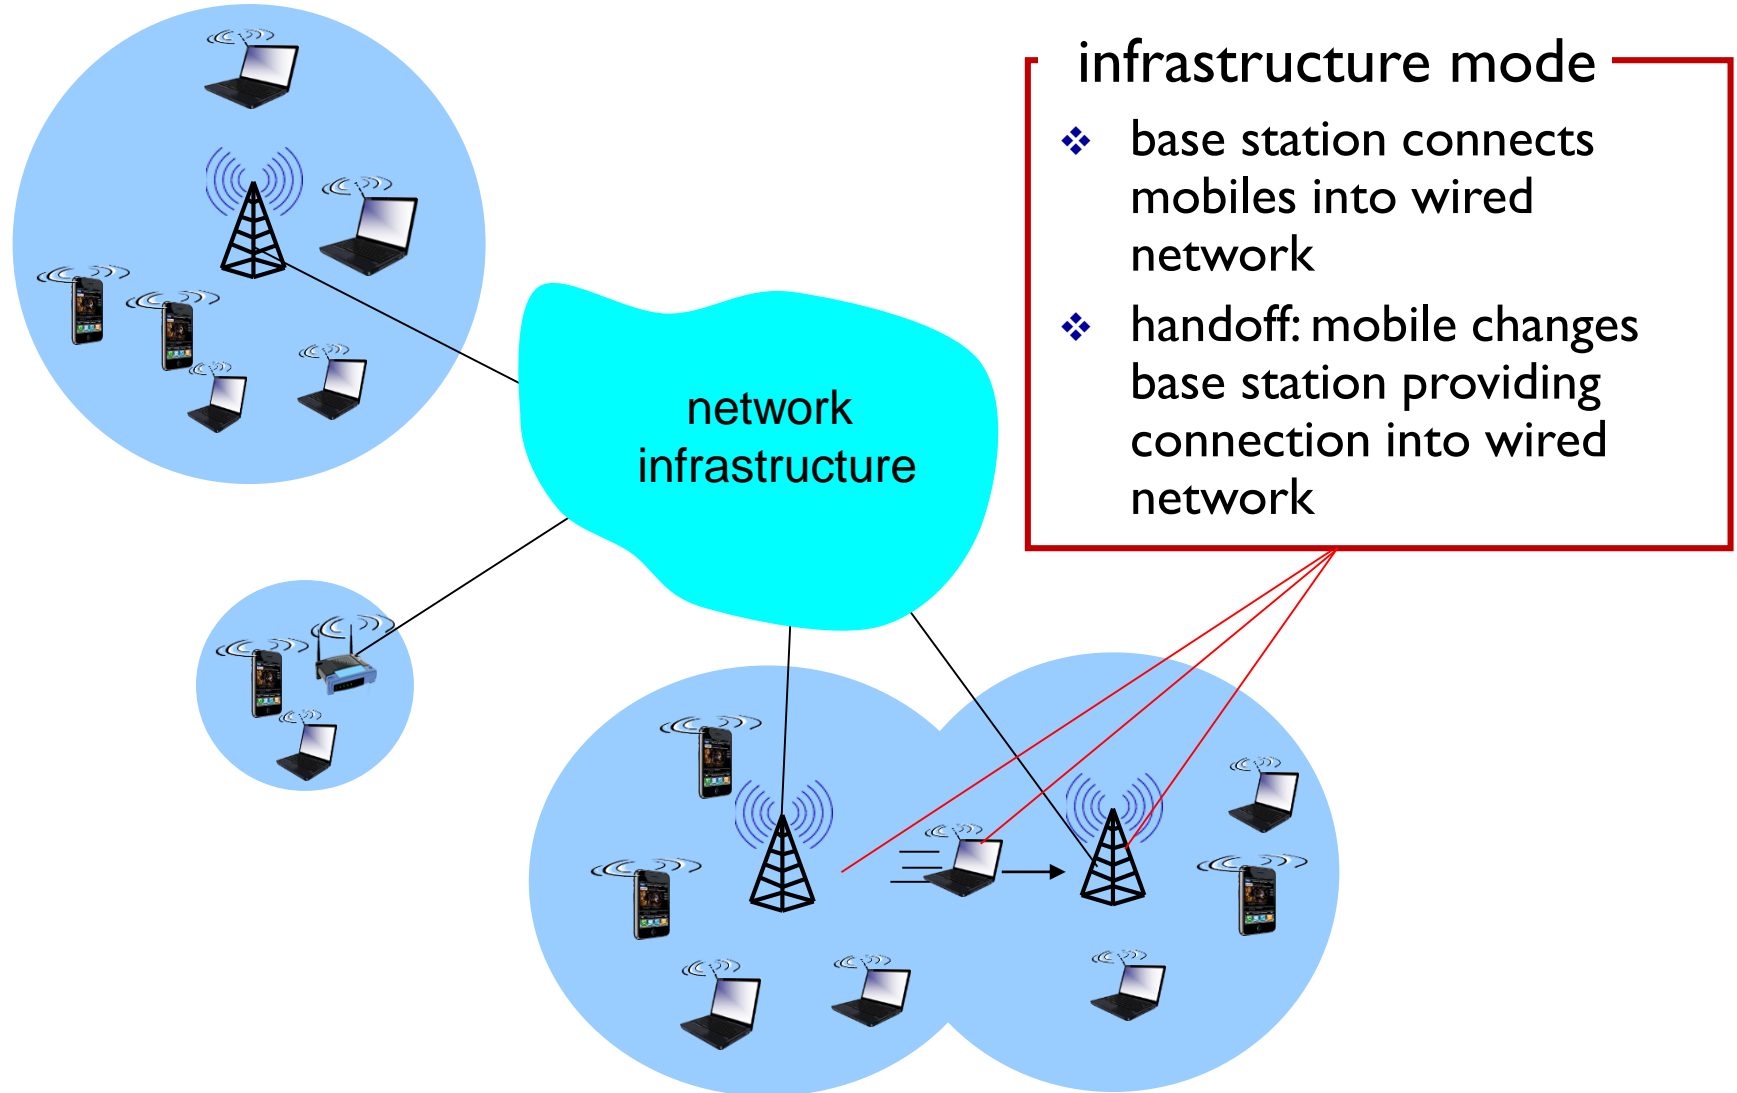 infrastructure mode
❖ base station connects
mobiles into wired
network
❖ handoff: mobile changes
base station providing
connection into wired
network
network
infrastructure